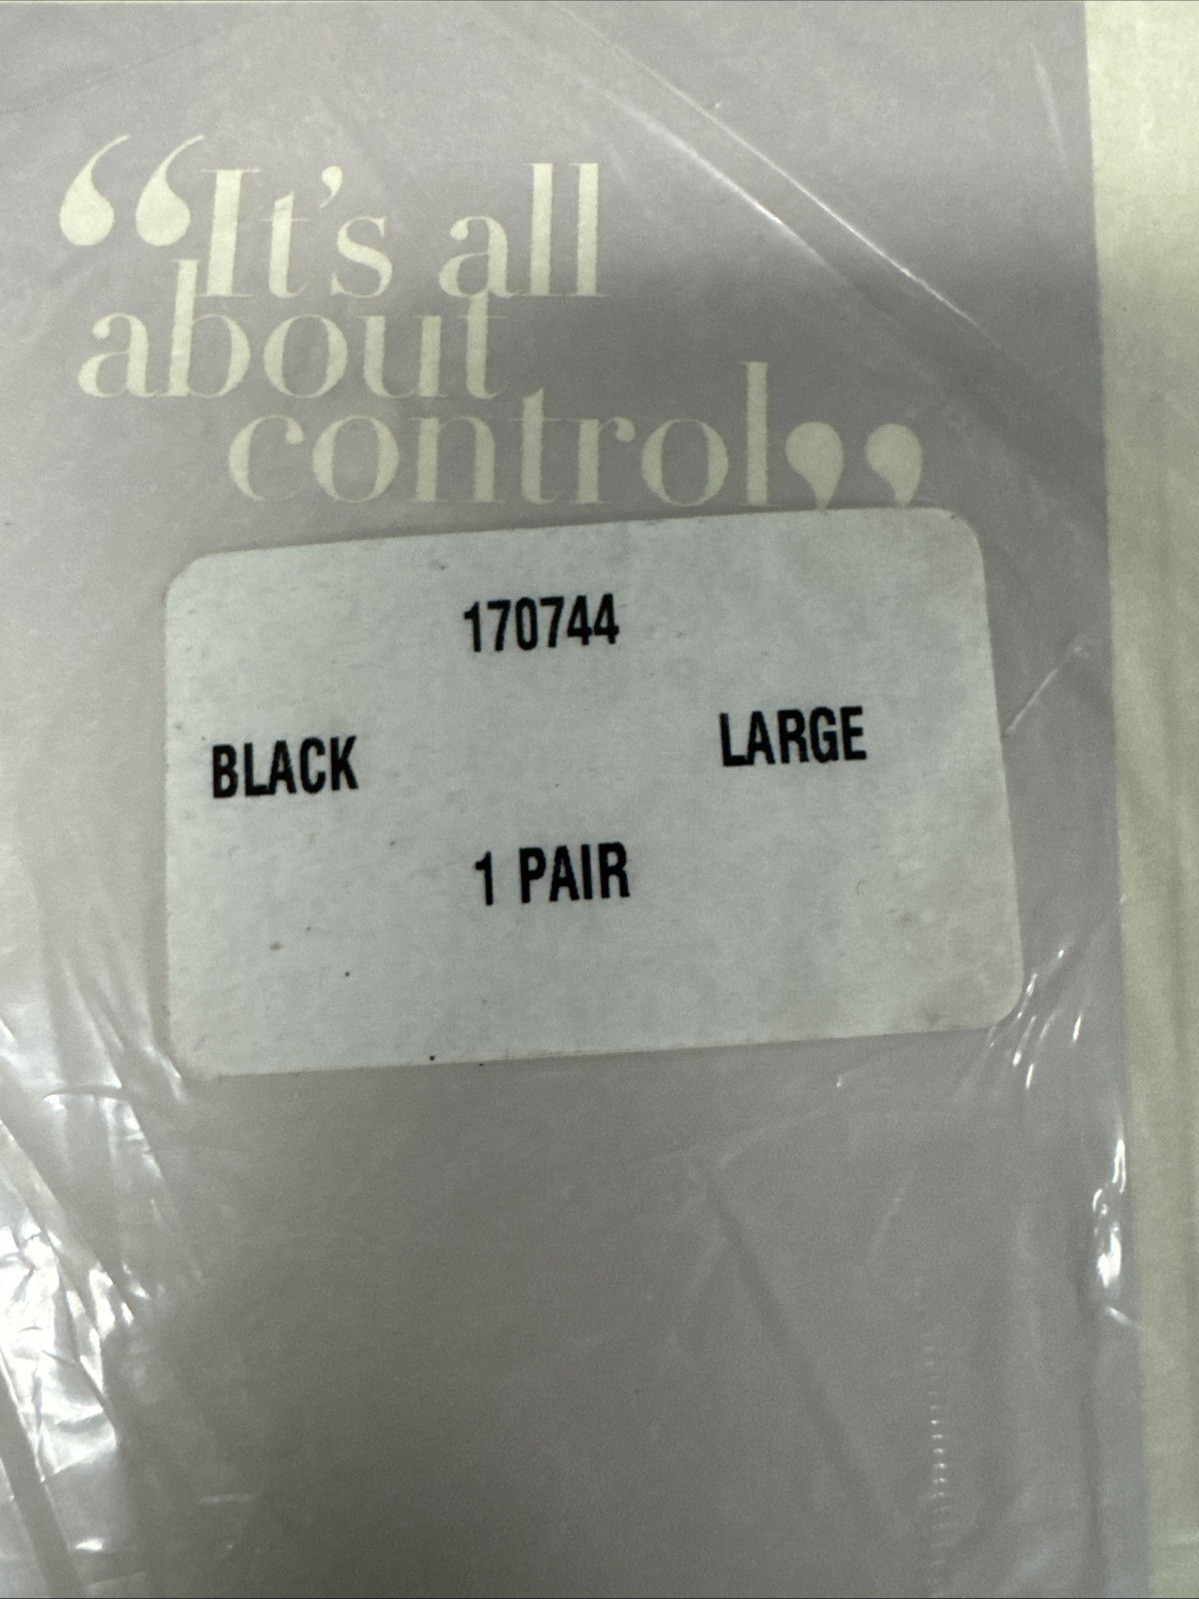 “It’s all
about
control”
170744
BLACK LARGE
1 PAIR